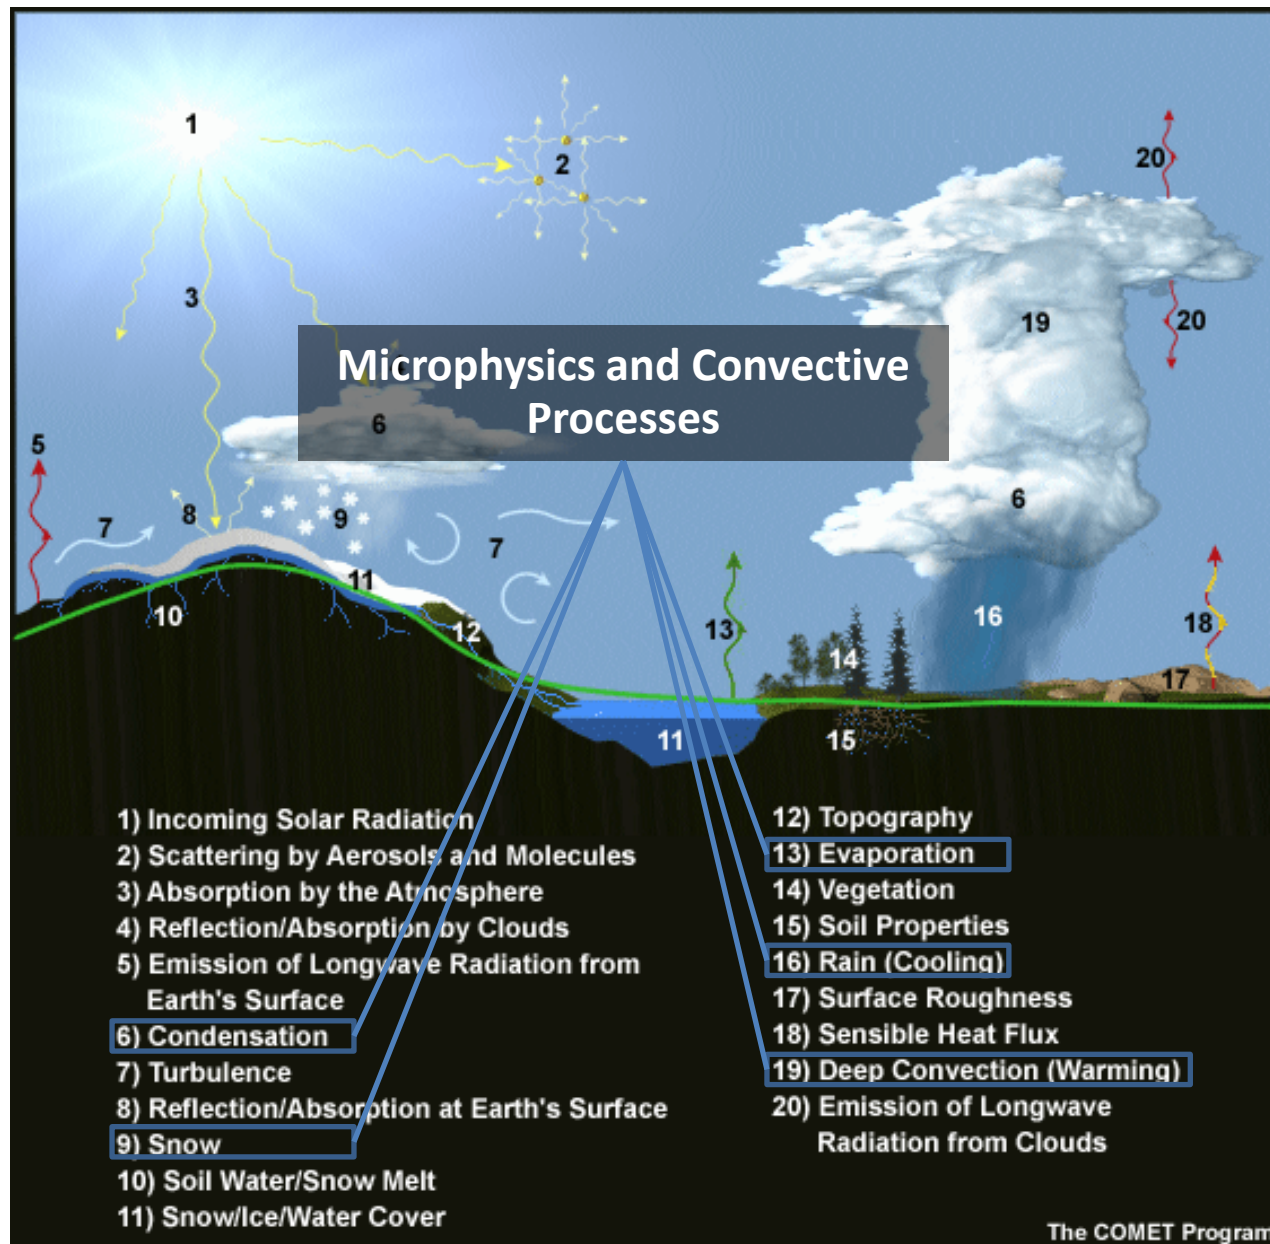 1
2
20
3
19
20
Microphysics and Convective
Processes
6
5
6
8
9
7
7
11
10
12
13
14
16
18
17
11
15
1) Incoming Solar Radiation
2) Scattering by Aerosols and Molecules
3) Absorption by the Atmosphere
4) Reflection/Absorption by Clouds
5) Emission of Longwave Radiation from
Earth's Surface
6) Condensation
7) Turbulence
8) Reflection/Absorption at Earth's Surface
9) Snow
10) Soil Water/Snow Melt
11) Snow/Ice/Water Cover
12) Topography
13) Evaporation
14) Vegetation
15) Soil Properties
16) Rain (Cooling)
17) Surface Roughness
18) Sensible Heat Flux
19) Deep Convection (Warming)
20) Emission of Longwave
Radiation from Clouds
The COMET Program